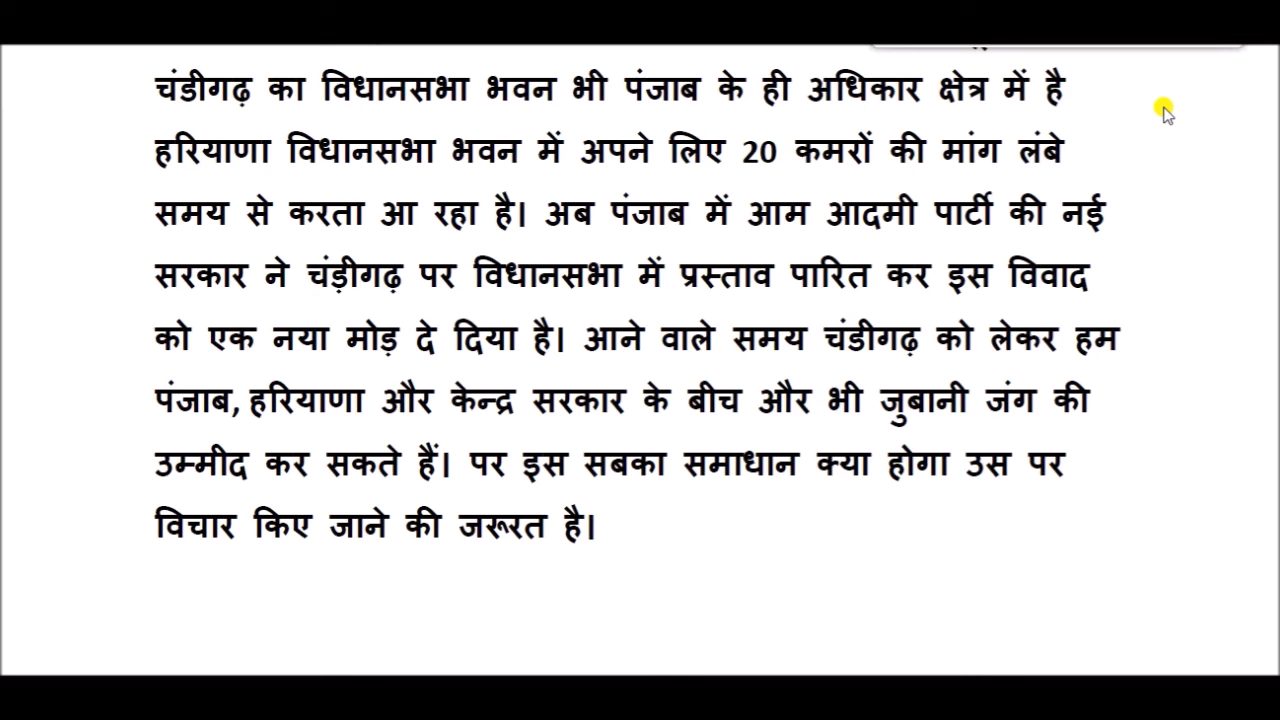 चंडीगढ़ का विधानसभा भवन भी पंजाब के ही अधिकार क्षेत्र में है
हरियाणा विधानसभा भवन में अपने लिए 20 कमरों की मांग लंबे
समय से करता आ रहा है। अब पंजाब में आम आदमी पार्टी की नई
सरकार ने चंड़ीगढ़ पर विधानसभा में प्रस्ताव पारित कर इस विवाद
को एक नया मोड़ दे दिया है। आने वाले समय चंडीगढ़ को लेकर हम
पंजाब, हरियाणा और केन्द्र सरकार के बीच और भी जुबानी जंग की
उम्मीद कर सकते हैं। पर इस सबका समाधान क्या होगा उस पर
विचार किए जाने की जरूरत है।